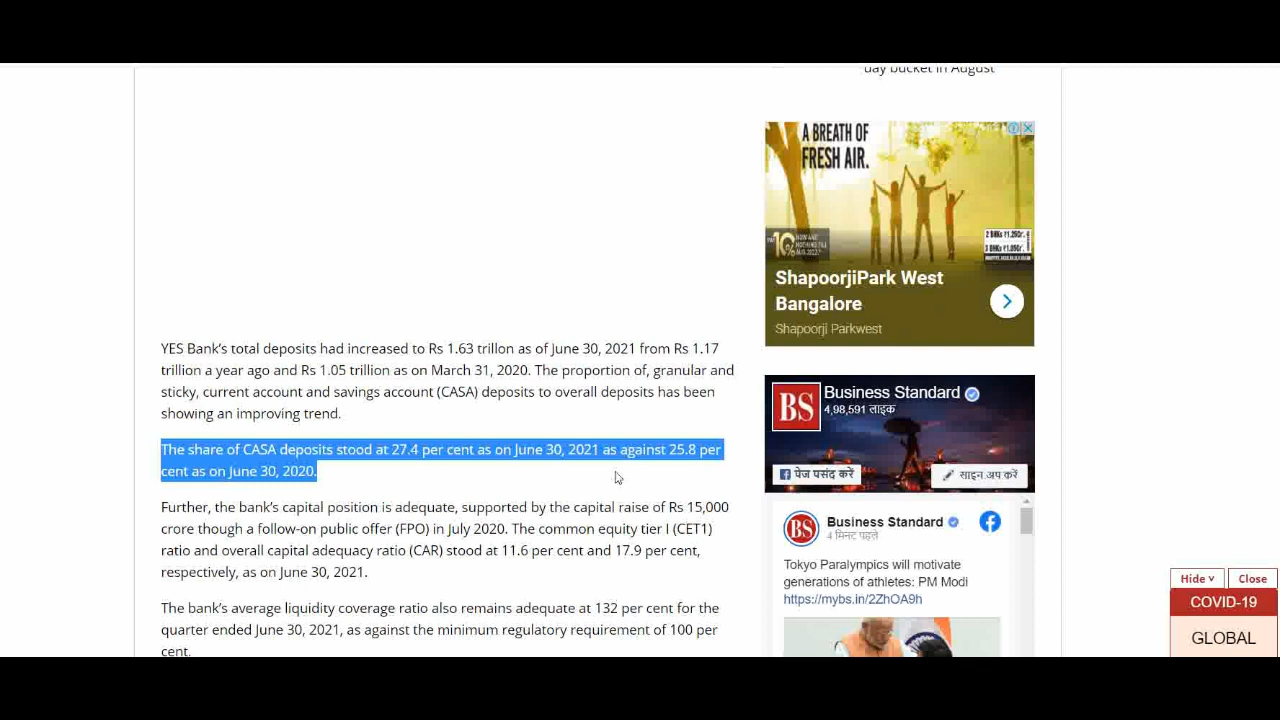 day bucket in August
A BREATH OF
FRESH AIR.
10%
2 BHKs ₹1.25Cr.
ShapoorjiPark West
Bangalore
Shapoorji Parkwest
YES Bank’s total deposits had increased to Rs 1.63 trillon as of June 30, 2021 from Rs 1.17
trillion a year ago and Rs 1.05 trillion as on March 31, 2020. The proportion of, granular and
sticky, current account and savings account (CASA) deposits to overall deposits has been
showing an improving trend.
The share of CASA deposits stood at 27.4 per cent as on June 30, 2021 as against 25.8 per
cent as on June 30, 2020.
Further, the bank’s capital position is adequate, supported by the capital raise of Rs 15,000
crore though a follow-on public offer (FPO) in July 2020. The common equity tier I (CET1)
ratio and overall capital adequacy ratio (CAR) stood at 11.6 per cent and 17.9 per cent,
respectively, as on June 30, 2021.
The bank’s average liquidity coverage ratio also remains adequate at 132 per cent for the
quarter ended June 30, 2021, as against the minimum regulatory requirement of 100 per
cent.
BS
Business Standard
4,98,591 लाइक
पेज पसंद करें
साइन अप करें
BS
Business Standard
4 मिनट पहले
Tokyo Paralympics will motivate
generations of athletes: PM Modi
https://mybs.in/2ZhOA9h
Hide ˅
Close
COVID-19
GLOBAL